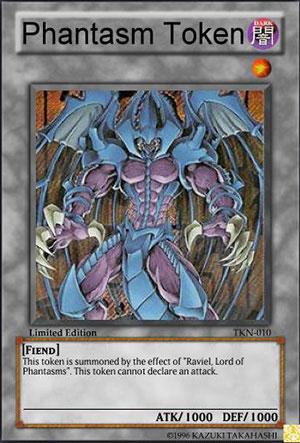 Phantasm Token
DARK
闇
Limited Edition
TKN-010
[FIEND]
This token is summoned by the effect of "Raviel, Lord of
Phantasms". This token cannot declare an attack.
ATK/ 1000 DEF/ 1000
©1996 KAZUKI TAKAHASHI